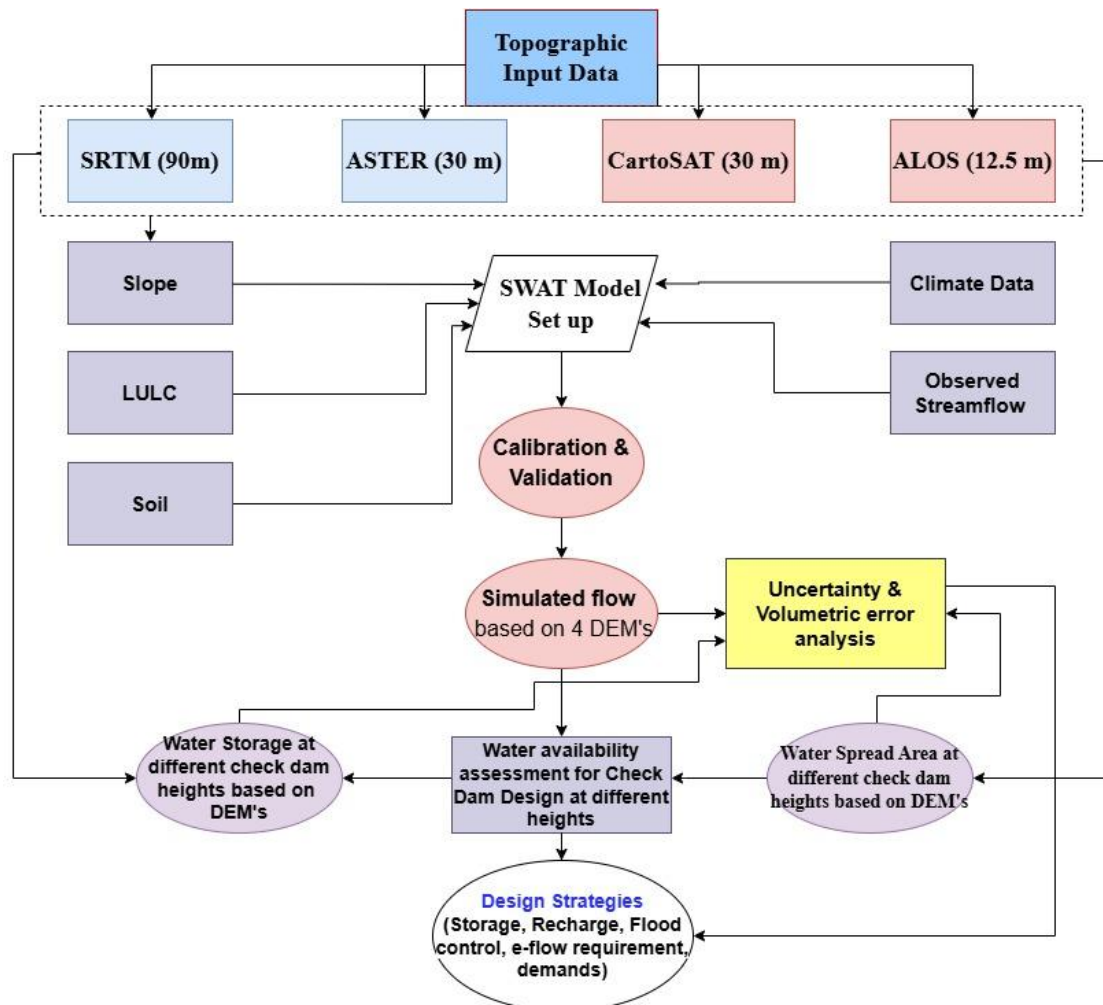 Topographic
Input Data
SRTM (90m)
ASTER (30 m)
CartoSAT (30 m)
ALOS (12.5 m)
Slope
SWAT Model
Set up
Climate Data
LULC
Observed
Streamflow
Calibration &
Validation
Soil
Simulated flow
based on 4 DEM's
Uncertainty &
Volumetric error
analysis
Water Storage at
different check dam
heights based on
DEM's
Water availability
assessment for Check
Dam Design at different
heights
Water Spread Area at
different check dam
heights based on DEM's
Design Strategies
(Storage, Recharge, Flood
control, e-flow requirement,
demands)